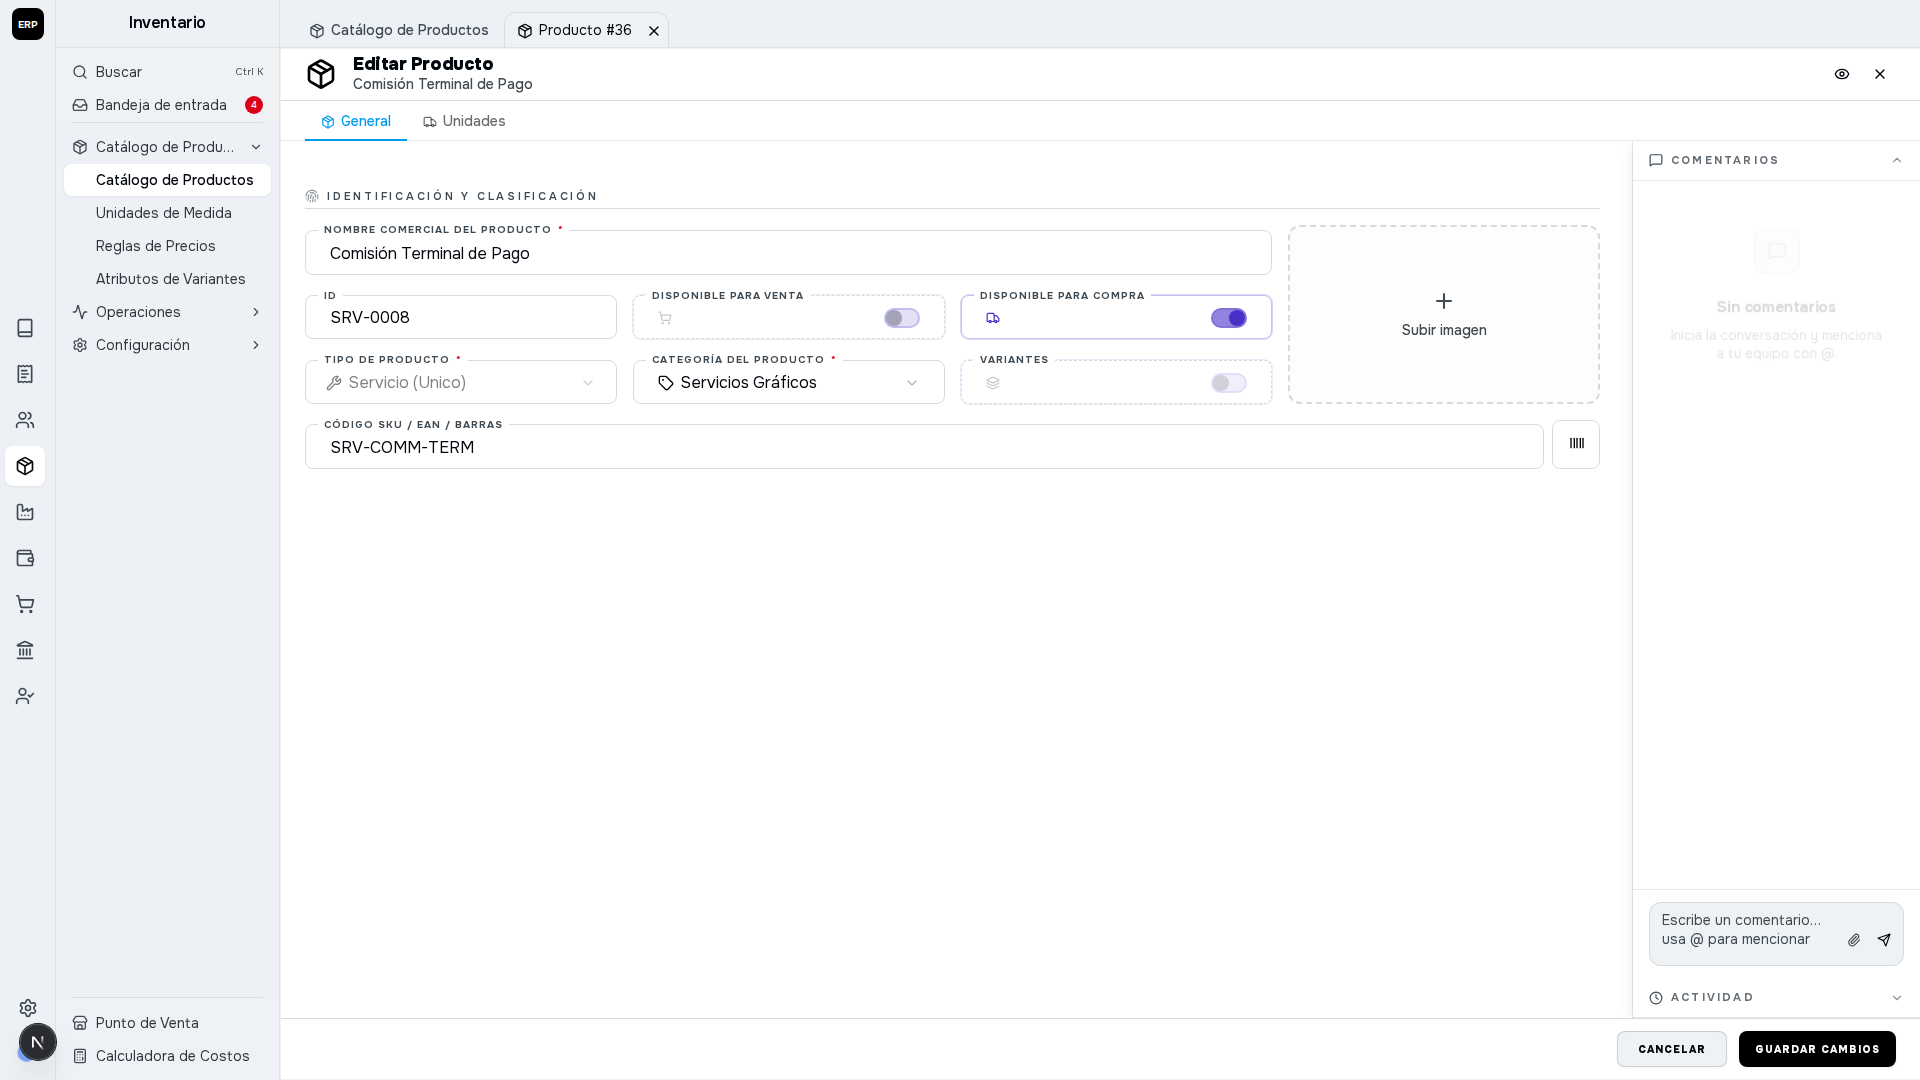 ERP
Inventario
Buscar
Ctrl K
Bandeja de entrada
4
Catálogo de Produ...
Catálogo de Productos
Unidades de Medida
Reglas de Precios
Atributos de Variantes
Operaciones
Configuración
Punto de Venta
Calculadora de Costos
N
Catálogo de Productos
Producto #36
Editar Producto
Comisión Terminal de Pago
General
Unidades
IDENTIFICACIÓN Y CLASIFICACIÓN
NOMBRE COMERCIAL DEL PRODUCTO *
Comisión Terminal de Pago
ID
SRV-0008
DISPONIBLE PARA VENTA
DISPONIBLE PARA COMPRA
Subir imagen
TIPO DE PRODUCTO *
Servicio (Unico)
CATEGORÍA DEL PRODUCTO *
Servicios Gráficos
VARIANTES
CÓDIGO SKU / EAN / BARRAS
SRV-COMM-TERM
COMENTARIOS
Sin comentarios
Inicia la conversación y menciona
a tu equipo con @.
Escribe un comentario...
usa @ para mencionar
ACTIVIDAD
CANCELAR
GUARDAR CAMBIOS